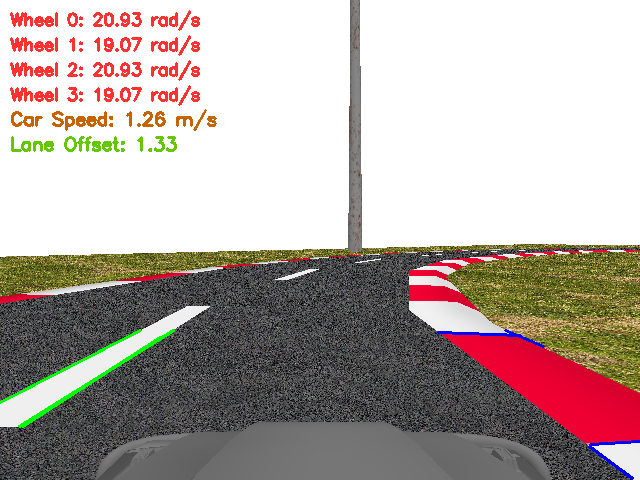 Wheel 0: 20.93 rad/s
Wheel 1: 19.07 rad/s
Wheel 2: 20.93 rad/s
Wheel 3: 19.07 rad/s
Car Speed: 1.26 m/s
Lane Offset: 1.33